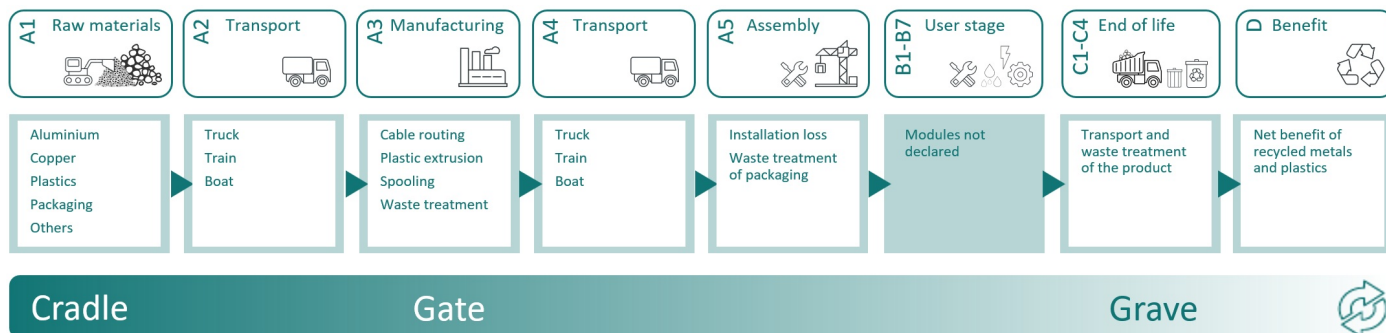 A1 Raw materials
A2 Transport
A3 Manufacturing
A4 Transport
A5 Assembly
B1-B7 User stage
C1-C4 End of life
D Benefit
Aluminium
Copper
Plastics
Packaging
Others
Truck
Train
Boat
Cable routing
Plastic extrusion
Spooling
Waste treatment
Truck
Train
Boat
Installation loss
Waste treatment
of packaging
Modules not
declared
Transport and
waste treatment
of the product
Net benefit of
recycled metals
and plastics
Cradle
Gate
Grave